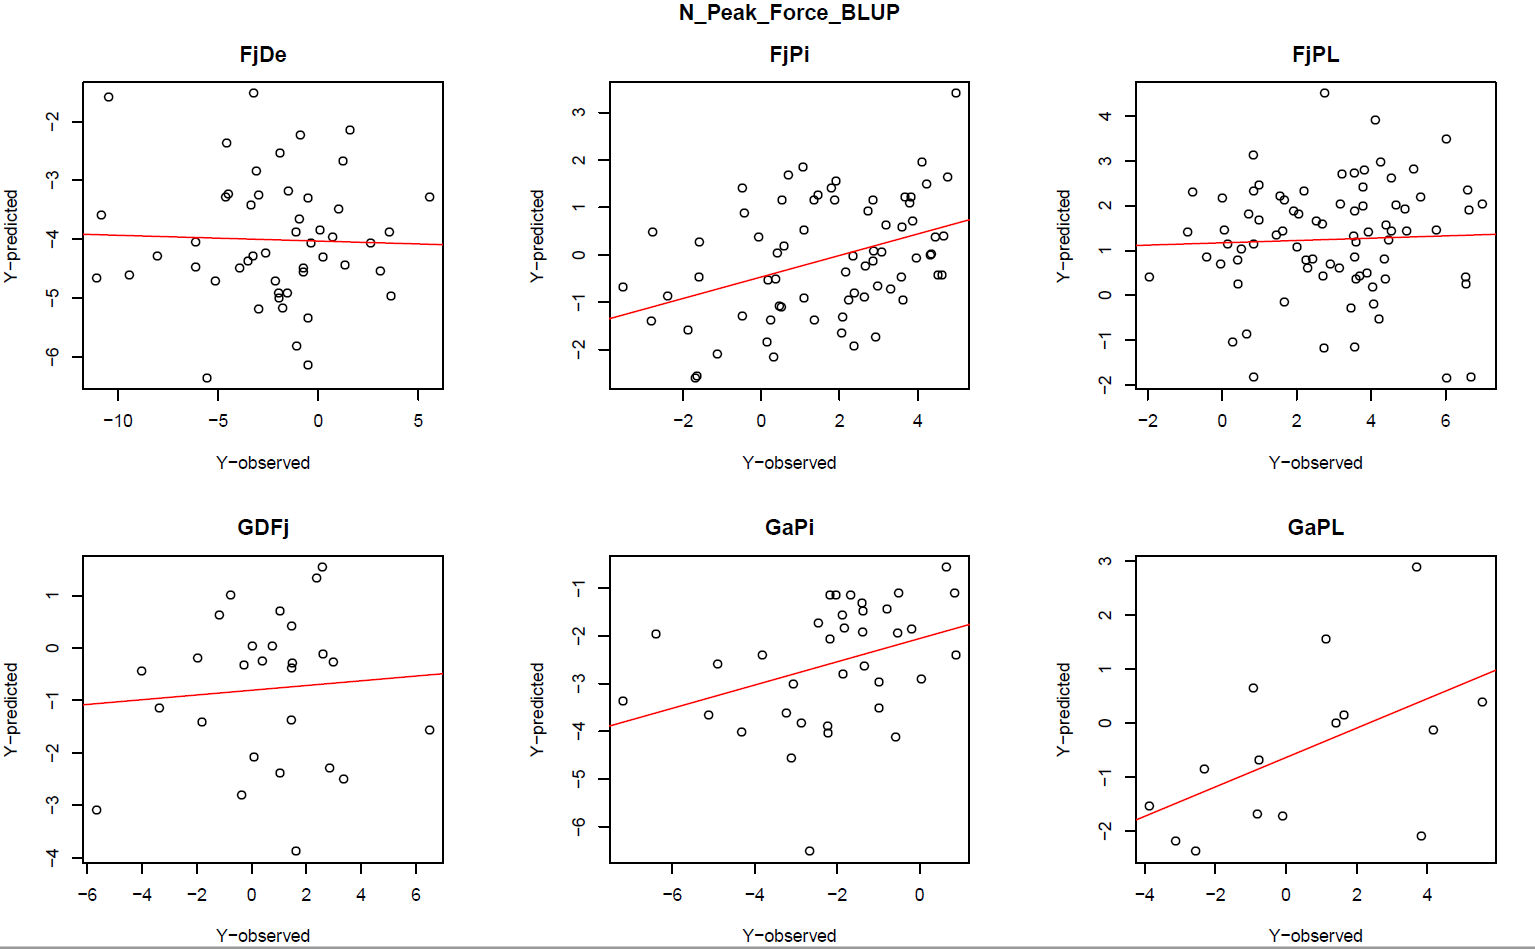 N_Peak_Force_BLUP
FjDe
FjPi
FjPL
Y−predicted
−2
−3
−4
−5
−6
−10 −5 0 5
Y−observed
Y−predicted
3
2
1
0
−1
−2
−2 0 2 4
Y−observed
Y−predicted
4
3
2
1
0
−1
−2
−2 0 2 4 6
Y−observed
GDFj
GaPi
GaPL
Y−predicted
1
0
−1
−2
−3
−4
−6 −4 −2 0 2 4 6
Y−observed
Y−predicted
−1
−2
−3
−4
−5
−6
−6 −4 −2 0
Y−observed
Y−predicted
3
2
1
0
−1
−2
−4 −2 0 2 4
Y−observed